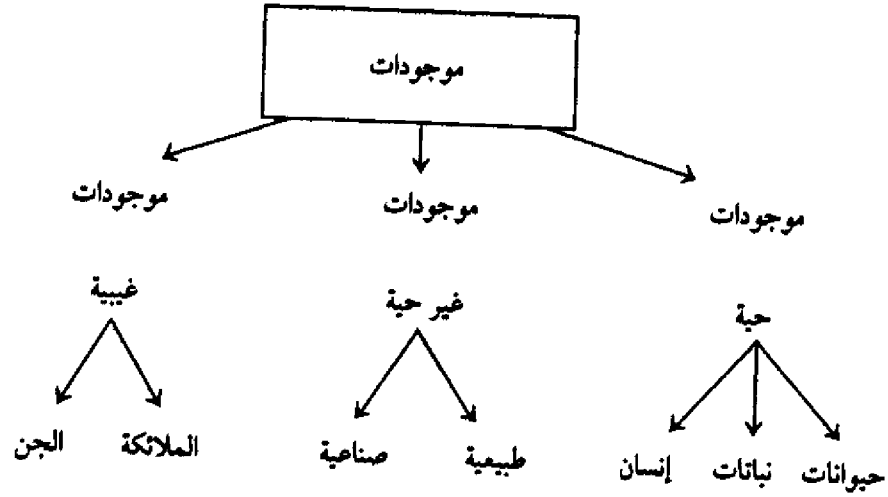 موجودات
موجودات موجودات موجودات
حية غير حية غيبية
حيوانات نباتات إنسان طبيعية صناعية الملائكة الجن